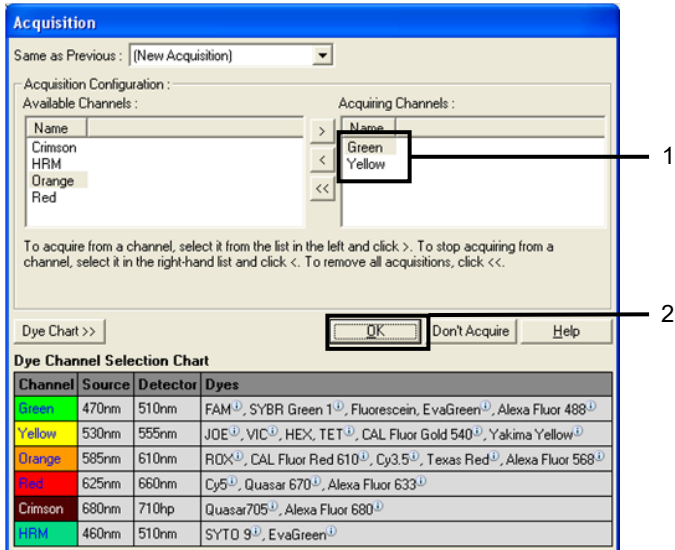 Acquisition
Same as Previous : (New Acquisition)
Acquisition Configuration :
Available Channels :
Acquiring Channels :
Name
Crimson
HRM
Orange
Red
>
<
<<
Name
Green
Yellow
1
To acquire from a channel, select it from the list in the left and click >. To stop acquiring from a
channel, select it in the right-hand list and click <. To remove all acquisitions, click <<.
2
Dye Chart >> OK Don't Acquire Help
Dye Channel Selection Chart
Channel Source Detector Dyes
Green 470nm 510nm FAM ⓘ, SYBR Green 1 ⓘ, Fluorescein, EvaGreen ⓘ, Alexa Fluor 488 ⓘ
Yellow 530nm 555nm JOE ⓘ, VIC ⓘ, HEX, TET ⓘ, CAL Fluor Gold 540 ⓘ, Yakima Yellow ⓘ
Orange 585nm 610nm ROX ⓘ, CAL Fluor Red 610 ⓘ, Cy3.5 ⓘ, Texas Red ⓘ, Alexa Fluor 568 ⓘ
Red 625nm 660nm Cy5 ⓘ, Quasar 670 ⓘ, Alexa Fluor 633 ⓘ
Crimson 680nm 710hp Quasar705 ⓘ, Alexa Fluor 680 ⓘ
HRM 460nm 510nm SYTO 9 ⓘ, EvaGreen ⓘ